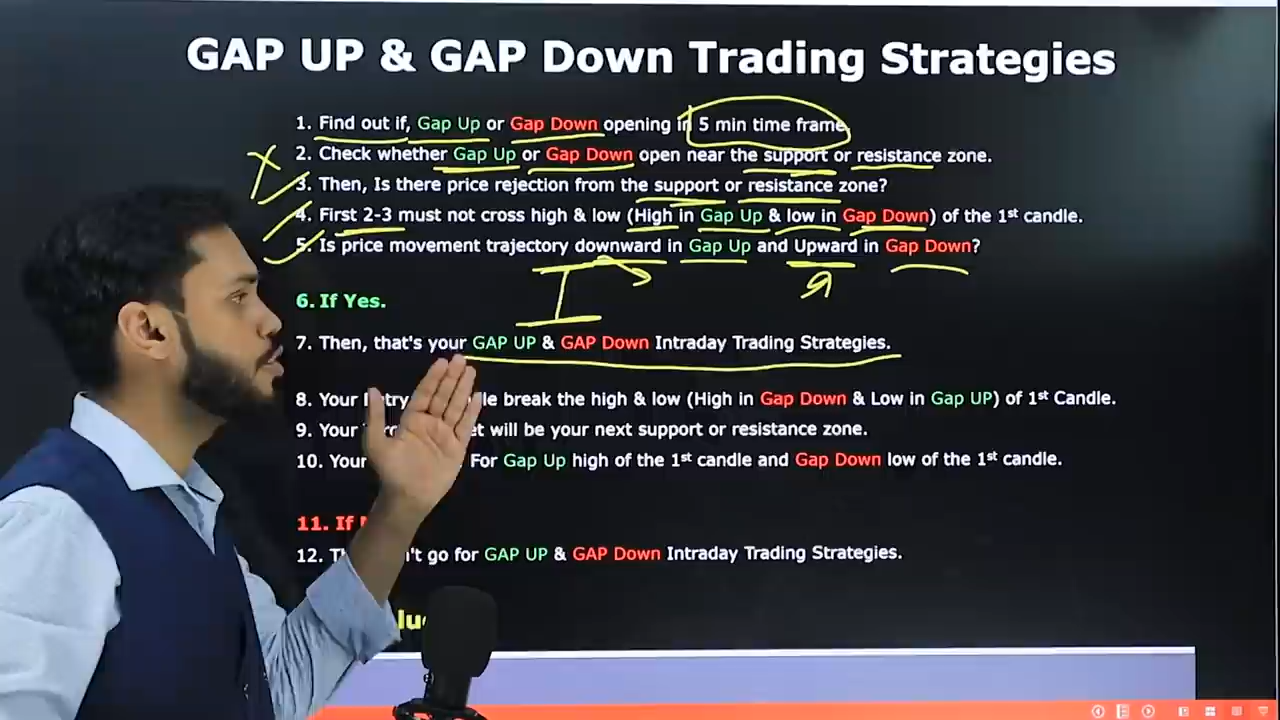 GAP UP & GAP Down Trading Strategies
1. Find out if, Gap Up or Gap Down opening in 5 min time frame
2. Check whether Gap Up or Gap Down open near the support or resistance zone.
3. Then, Is there price rejection from the support or resistance zone?
4. First 2-3 must not cross high & low (High in Gap Up & low in Gap Down) of the 1st candle.
5. Is price movement trajectory downward in Gap Up and Upward in Gap Down?
6. If Yes.
7. Then, that's your GAP UP & GAP Down Intraday Trading Strategies.
8. Your break the high & low (High in Gap Down & Low in Gap UP) of 1st Candle.
9. Your will be your next support or resistance zone.
10. Your For Gap Up high of the 1st candle and Gap Down low of the 1st candle.
11. If
12. go for GAP UP & GAP Down Intraday Trading Strategies.